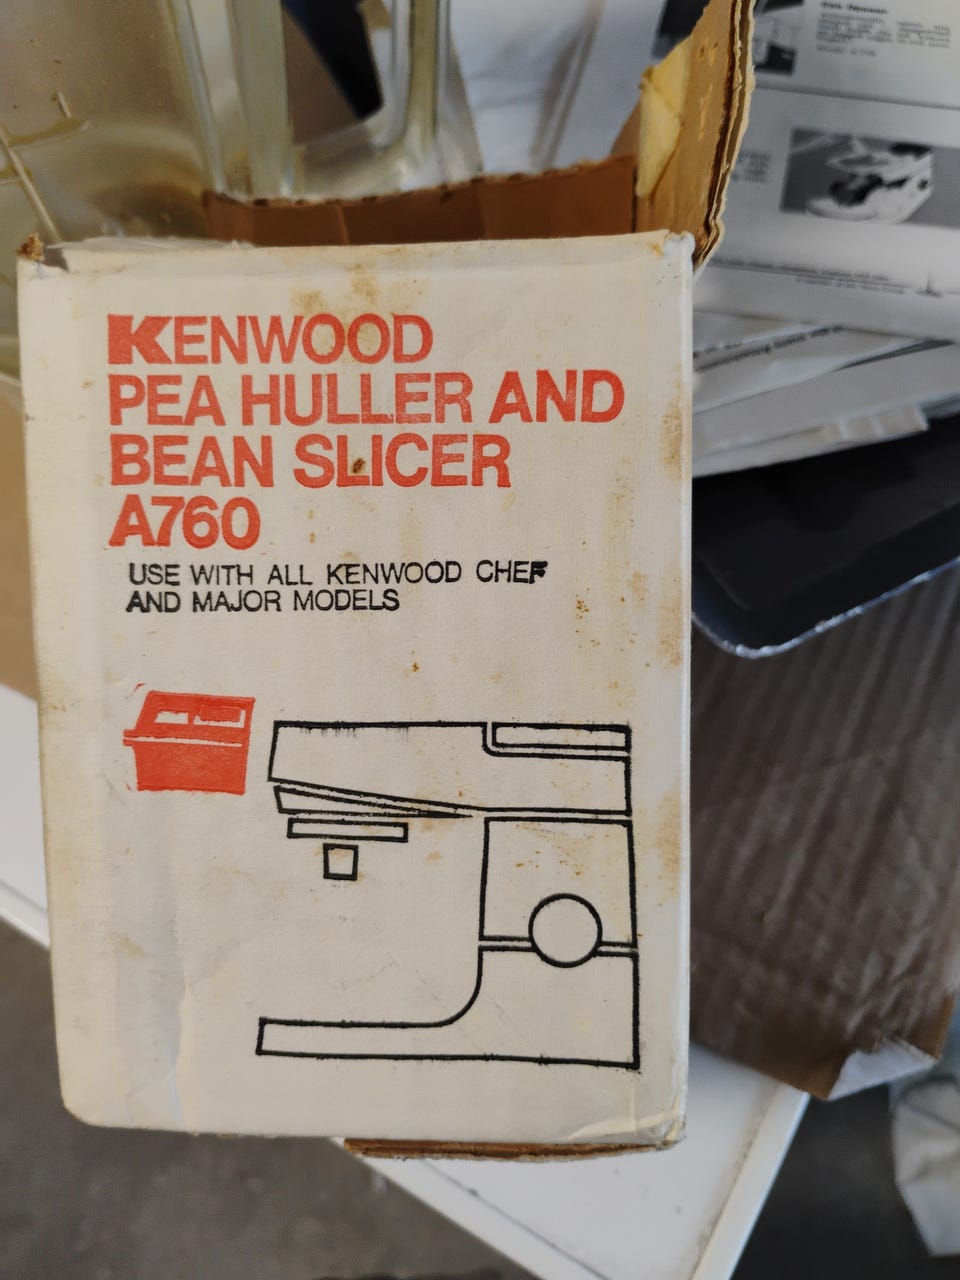 KENWOOD
PEA HULLER AND
BEAN SLICER
A760
USE WITH ALL KENWOOD CHEF
AND MAJOR MODELS